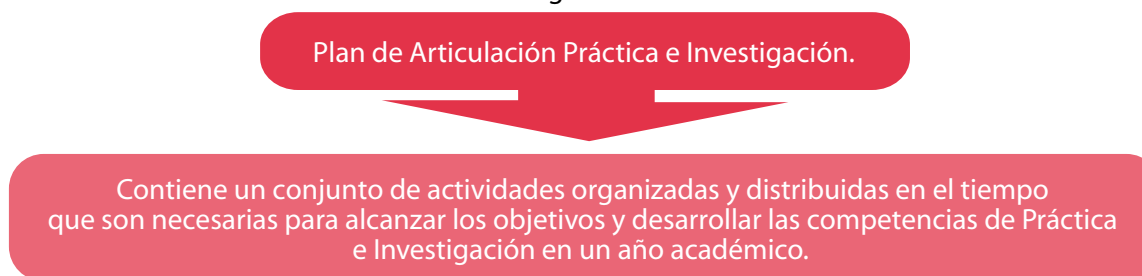 Plan de Articulación Práctica e Investigación.
Contiene un conjunto de actividades organizadas y distribuidas en el tiempo
que son necesarias para alcanzar los objetivos y desarrollar las competencias de Práctica
e Investigación en un año académico.